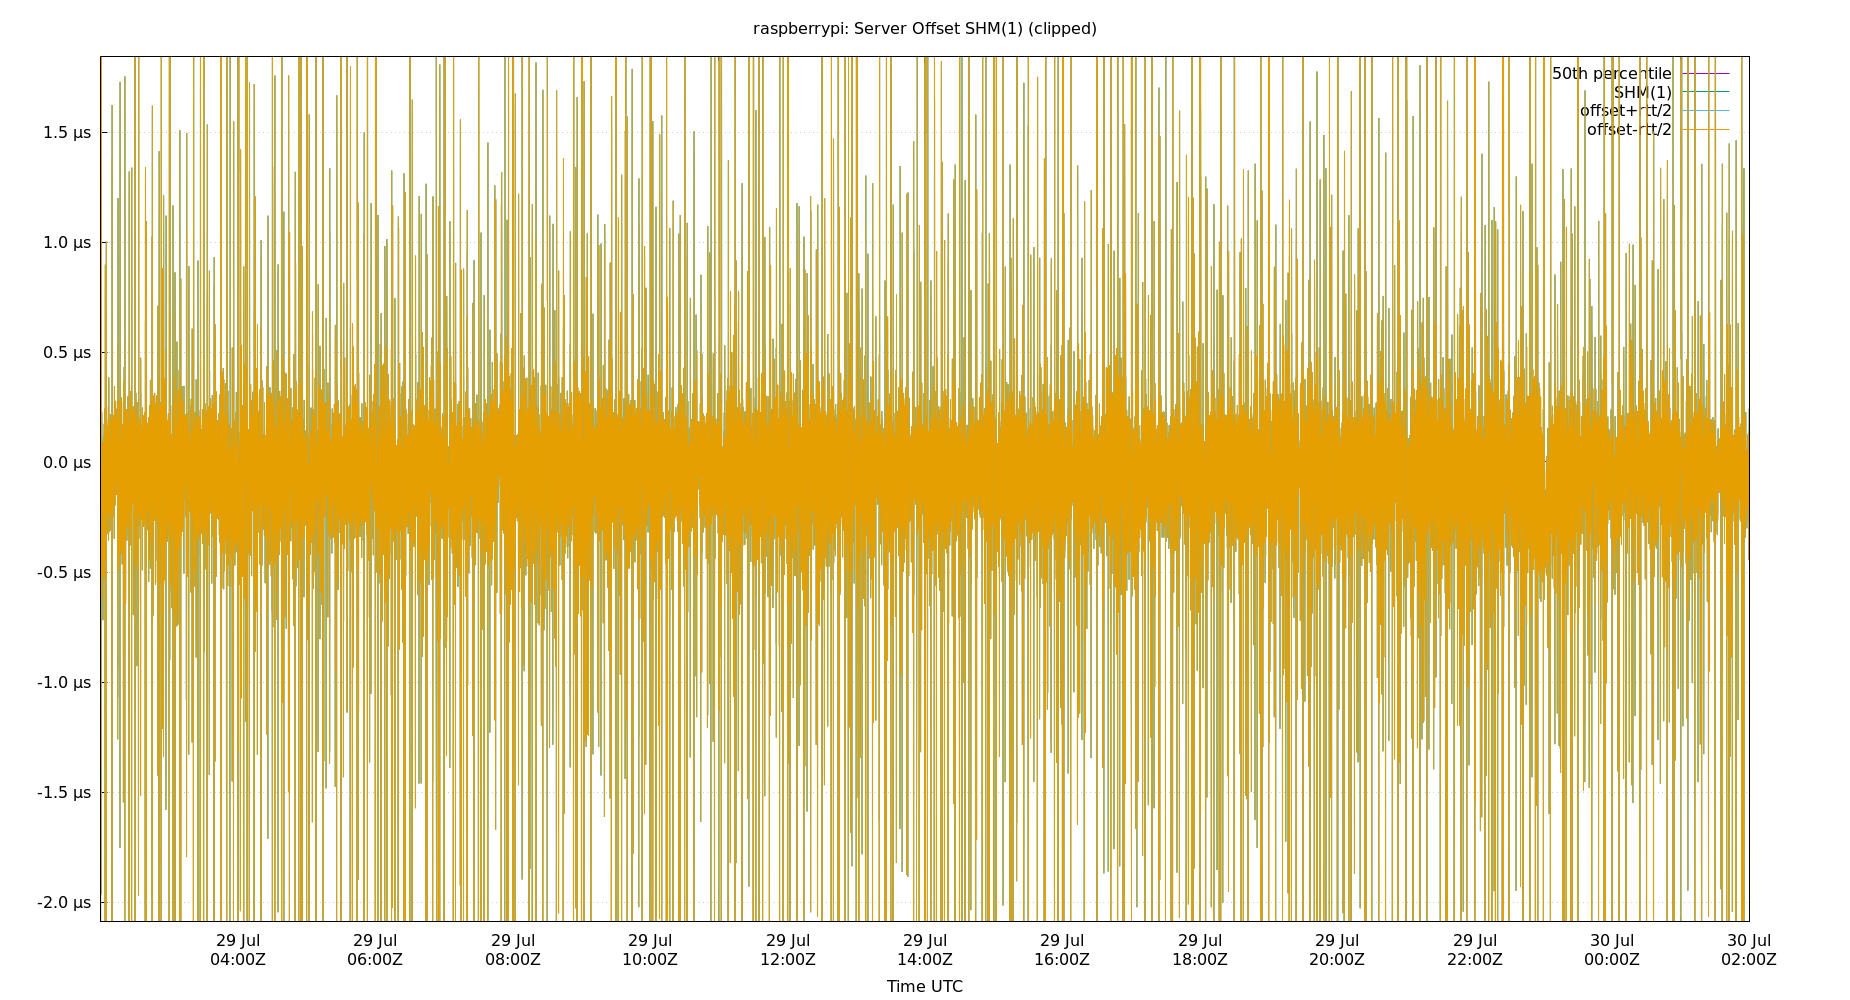 raspberrypi: Server Offset SHM(1) (clipped)
50th percentile
SHM(1)
offset+rtt/2
offset-rtt/2
1.5 µs
1.0 µs
0.5 µs
0.0 µs
-0.5 µs
-1.0 µs
-1.5 µs
-2.0 µs
29 Jul 29 Jul 29 Jul 29 Jul 29 Jul 29 Jul 29 Jul 29 Jul 29 Jul 29 Jul 30 Jul 30 Jul
04:00Z 06:00Z 08:00Z 10:00Z 12:00Z 14:00Z 16:00Z 18:00Z 20:00Z 22:00Z 00:00Z 02:00Z
Time UTC